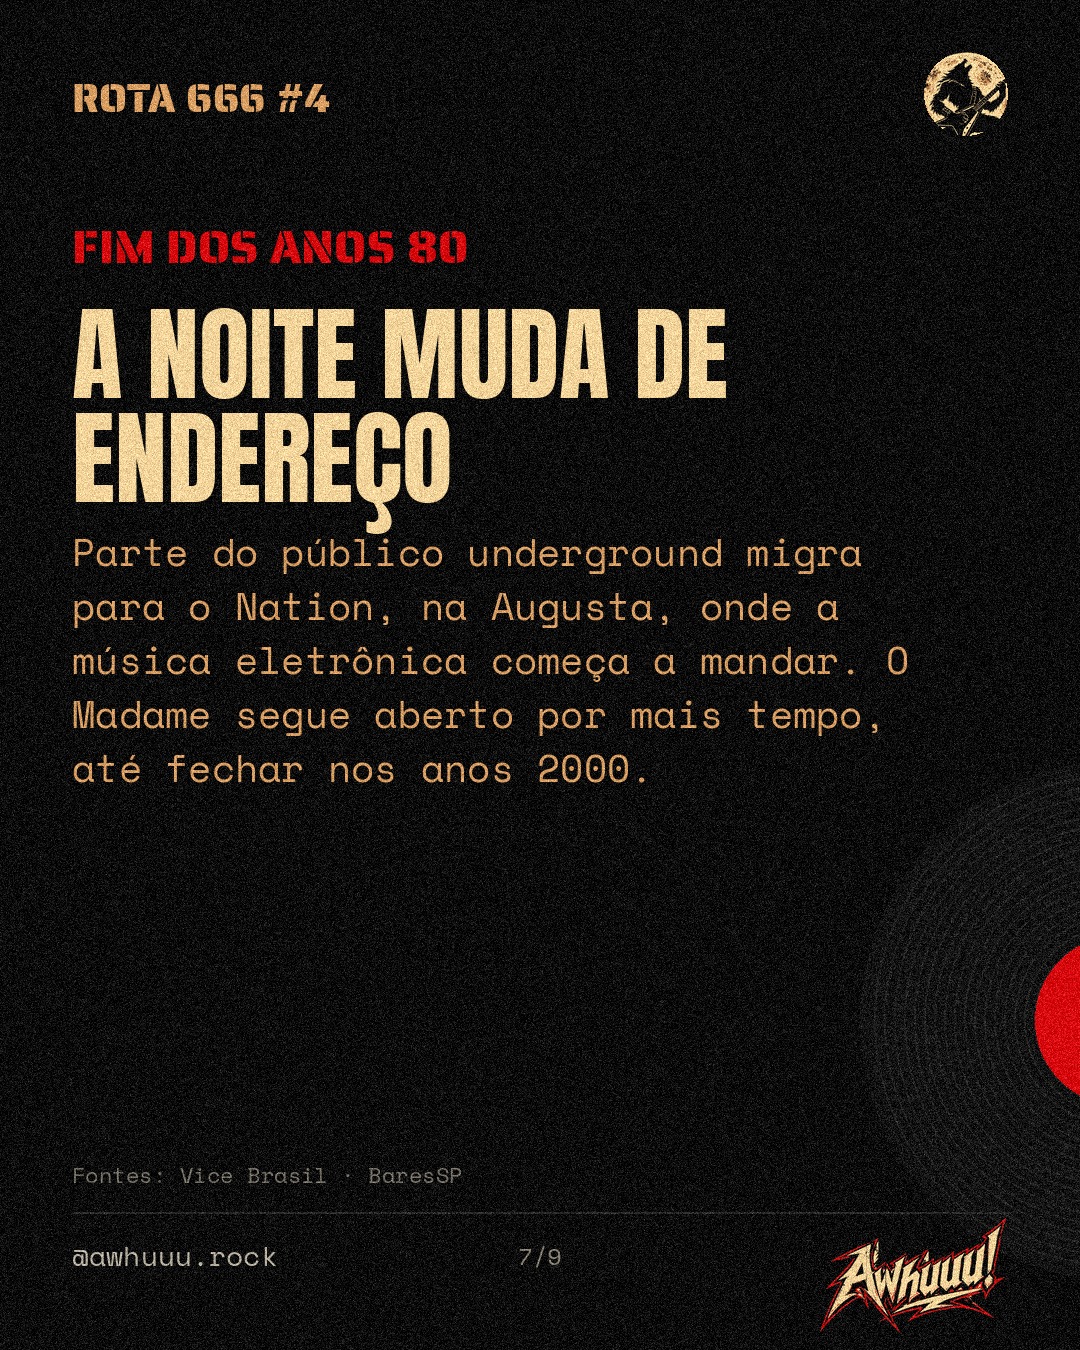 ROTA 666 #4
FIM DOS ANOS 80
A NOITE MUDA DE
ENDEREÇO
Parte do público underground migra
para o Nation, na Augusta, onde a
música eletrônica começa a mandar. O
Madame segue aberto por mais tempo,
até fechar nos anos 2000.
Fontes: Vice Brasil · BaresSP
@awhuuu.rock
7/9
Awhuuu!